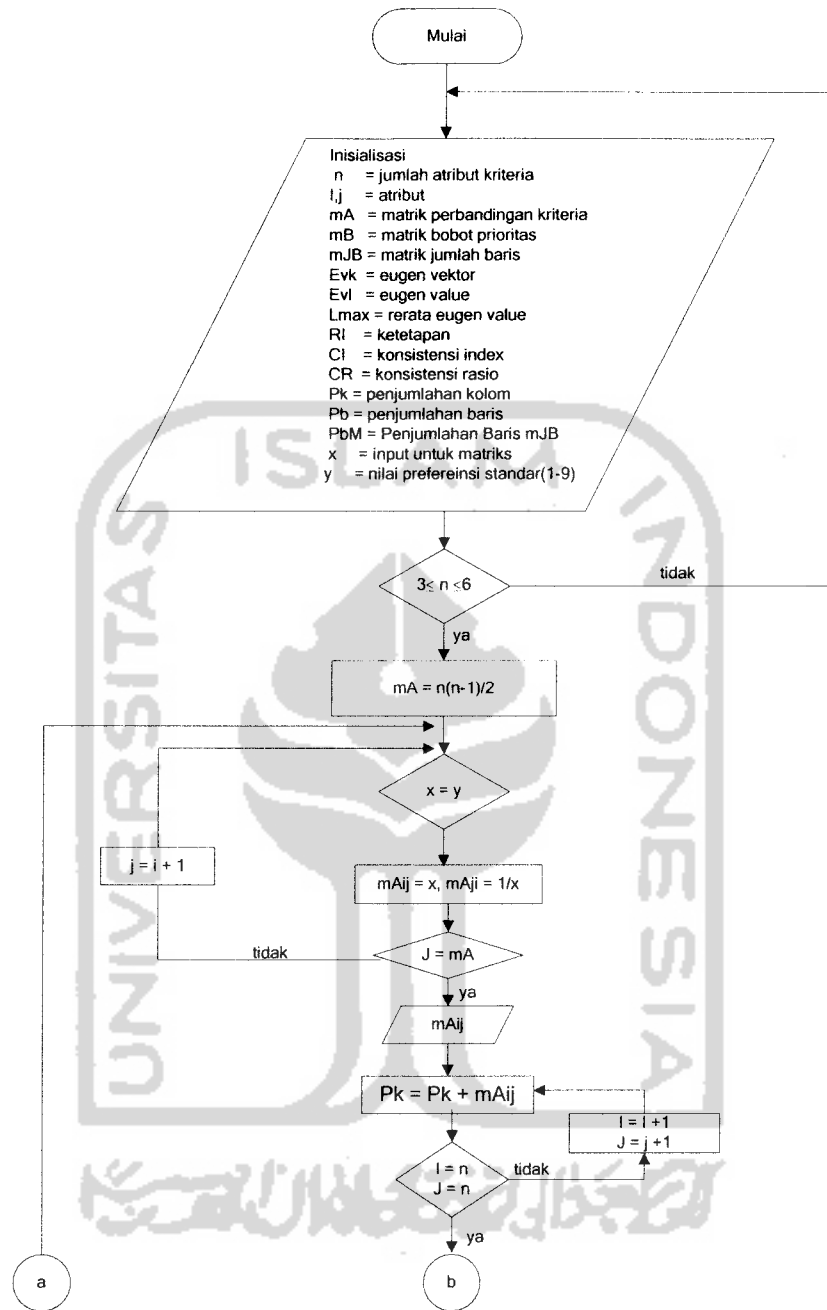 Mulai
Inisialisasi
n = jumlah atribut kriteria
I,j = atribut
mA = matrik perbandingan kriteria
mB = matrik bobot prioritas
mJB = matrik jumlah baris
Evk = eugen vektor
Evl = eugen value
Lmax = rerata eugen value
RI = ketetapan
CI = konsistensi index
CR = konsistensi rasio
Pk = penjumlahan kolom
Pb = penjumlahan baris
PbM = Penjumlahan Baris mJB
x = input untuk matriks
y = nilai prefereinsi standar(1-9)
3≤ n ≤6
tidak
ya
mA = n(n-1)/2
x = y
j = i + 1
mAij = x, mAji = 1/x
tidak
J = mA
ya
mAij
Pk = Pk + mAij
I = I +1
J = j +1
I = n
J = n
tidak
ya
a
b
UNIVERSITAS
ISLAM
INDONESIA